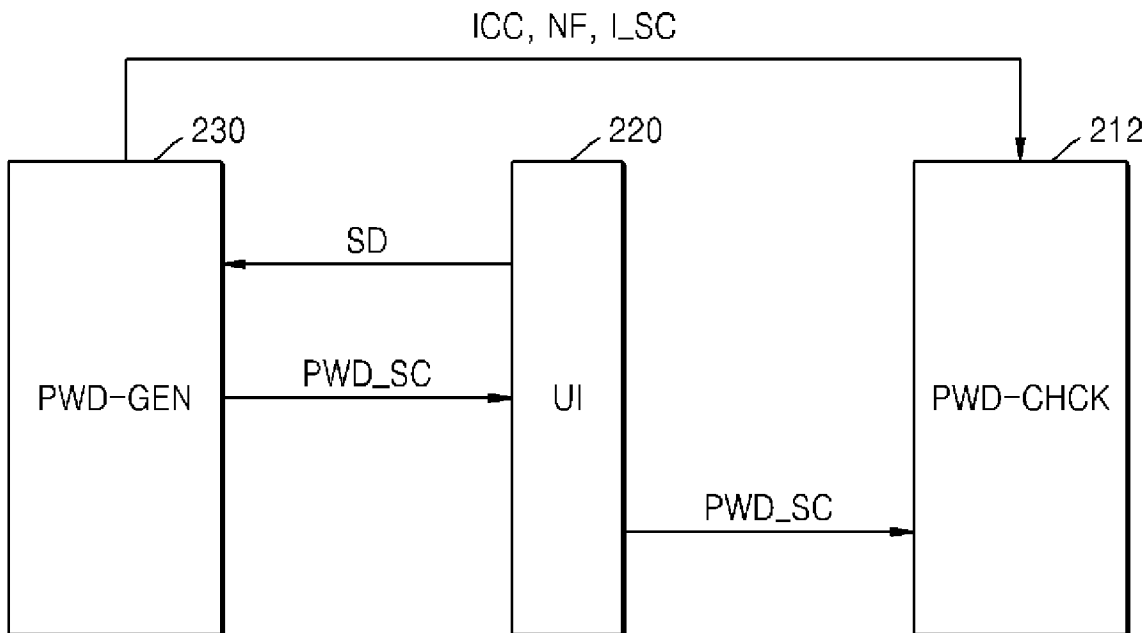 ICC, NF, I_SC
230
220
212
SD
PWD_SC
PWD-GEN
UI
PWD-CHCK
PWD_SC